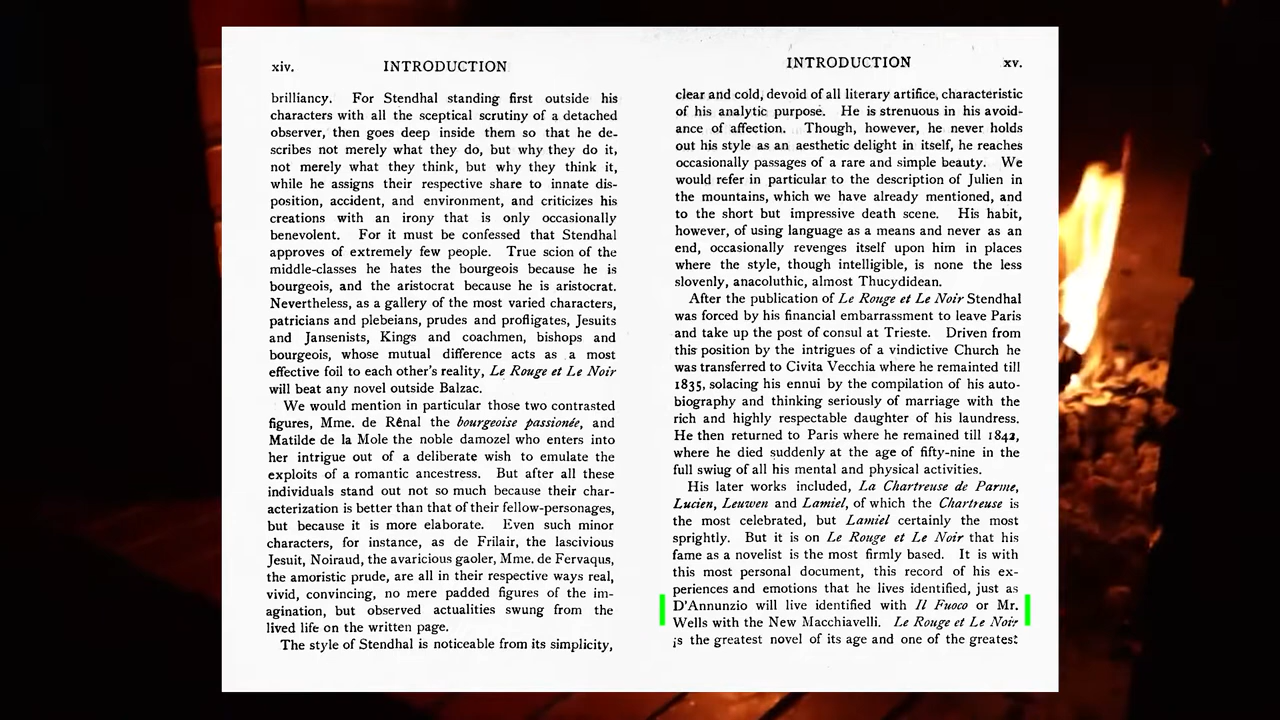 xiv. INTRODUCTION
brilliancy. For Stendhal standing first outside his
characters with all the sceptical scrutiny of a detached
observer, then goes deep inside them so that he de-
scribes not merely what they do, but why they do it,
not merely what they think, but why they think it,
while he assigns their respective share to innate dis-
position, accident, and environment, and criticizes his
creations with an irony that is only occasionally
benevolent. For it must be confessed that Stendhal
approves of extremely few people. True scion of the
middle-classes he hates the bourgeois because he is
bourgeois, and the aristocrat because he is aristocrat.
Nevertheless, as a gallery of the most varied characters,
patricians and plebeians, prudes and profligates, Jesuits
and Jansenists, Kings and coachmen, bishops and
bourgeois, whose mutual difference acts as a most
effective foil to each other's reality, Le Rouge et Le Noir
will beat any novel outside Balzac.
We would mention in particular those two contrasted
figures, Mme. de Rênal the bourgeoise passionée, and
Matilde de la Mole the noble damozel who enters into
her intrigue out of a deliberate wish to emulate the
exploits of a romantic ancestress. But after all these
individuals stand out not so much because their char-
acterization is better than that of their fellow-personages,
but because it is more elaborate. Even such minor
characters, for instance, as de Frilair, the lascivious
Jesuit, Noiraud, the avaricious gaoler, Mme. de Fervaqus,
the amoristic prude, are all in their respective ways real,
vivid, convincing, no mere padded figures of the im-
agination, but observed actualities swung from the
lived life on the written page.
The style of Stendhal is noticeable from its simplicity,
INTRODUCTION xv.
clear and cold, devoid of all literary artifice, characteristic
of his analytic purpose. He is strenuous in his avoid-
ance of affection. Though, however, he never holds
out his style as an aesthetic delight in itself, he reaches
occasionally passages of a rare and simple beauty. We
would refer in particular to the description of Julien in
the mountains, which we have already mentioned, and
to the short but impressive death scene. His habit,
however, of using language as a means and never as an
end, occasionally revenges itself upon him in places
where the style, though intelligible, is none the less
slovenly, anacoluthic, almost Thucydidean.
After the publication of Le Rouge et Le Noir Stendhal
was forced by his financial embarrassment to leave Paris
and take up the post of consul at Trieste. Driven from
this position by the intrigues of a vindictive Church he
was transferred to Civita Vecchia where he remainted till
1835, solacing his ennui by the compilation of his auto-
biography and thinking seriously of marriage with the
rich and highly respectable daughter of his laundress.
He then returned to Paris where he remained till 1842,
where he died suddenly at the age of fifty-nine in the
full swiug of all his mental and physical activities.
His later works included, La Chartreuse de Parme,
Lucien, Leuwen and Lamiel, of which the Chartreuse is
the most celebrated, but Lamiel certainly the most
sprightly. But it is on Le Rouge et Le Noir that his
fame as a novelist is the most firmly based. It is with
this most personal document, this record of his ex-
periences and emotions that he lives identified, just as
D'Annunzio will live identified with Il Fuoco or Mr.
Wells with the New Macchiavelli. Le Rouge et Le Noir
is the greatest novel of its age and one of the greatest